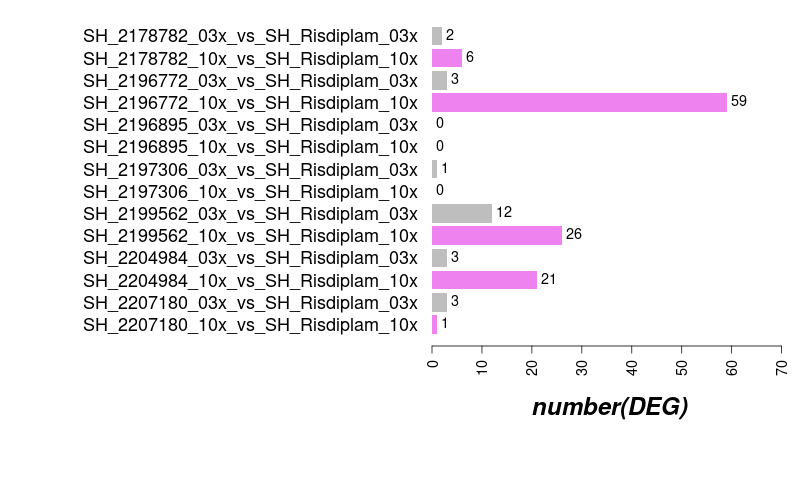 SH_2178782_03x_vs_SH_Risdiplam_03x 2
SH_2178782_10x_vs_SH_Risdiplam_10x 6
SH_2196772_03x_vs_SH_Risdiplam_03x 3
SH_2196772_10x_vs_SH_Risdiplam_10x 59
SH_2196895_03x_vs_SH_Risdiplam_03x 0
SH_2196895_10x_vs_SH_Risdiplam_10x 0
SH_2197306_03x_vs_SH_Risdiplam_03x 1
SH_2197306_10x_vs_SH_Risdiplam_10x 0
SH_2199562_03x_vs_SH_Risdiplam_03x 12
SH_2199562_10x_vs_SH_Risdiplam_10x 26
SH_2204984_03x_vs_SH_Risdiplam_03x 3
SH_2204984_10x_vs_SH_Risdiplam_10x 21
SH_2207180_03x_vs_SH_Risdiplam_03x 3
SH_2207180_10x_vs_SH_Risdiplam_10x 1
0 10 20 30 40 50 60 70
number(DEG)